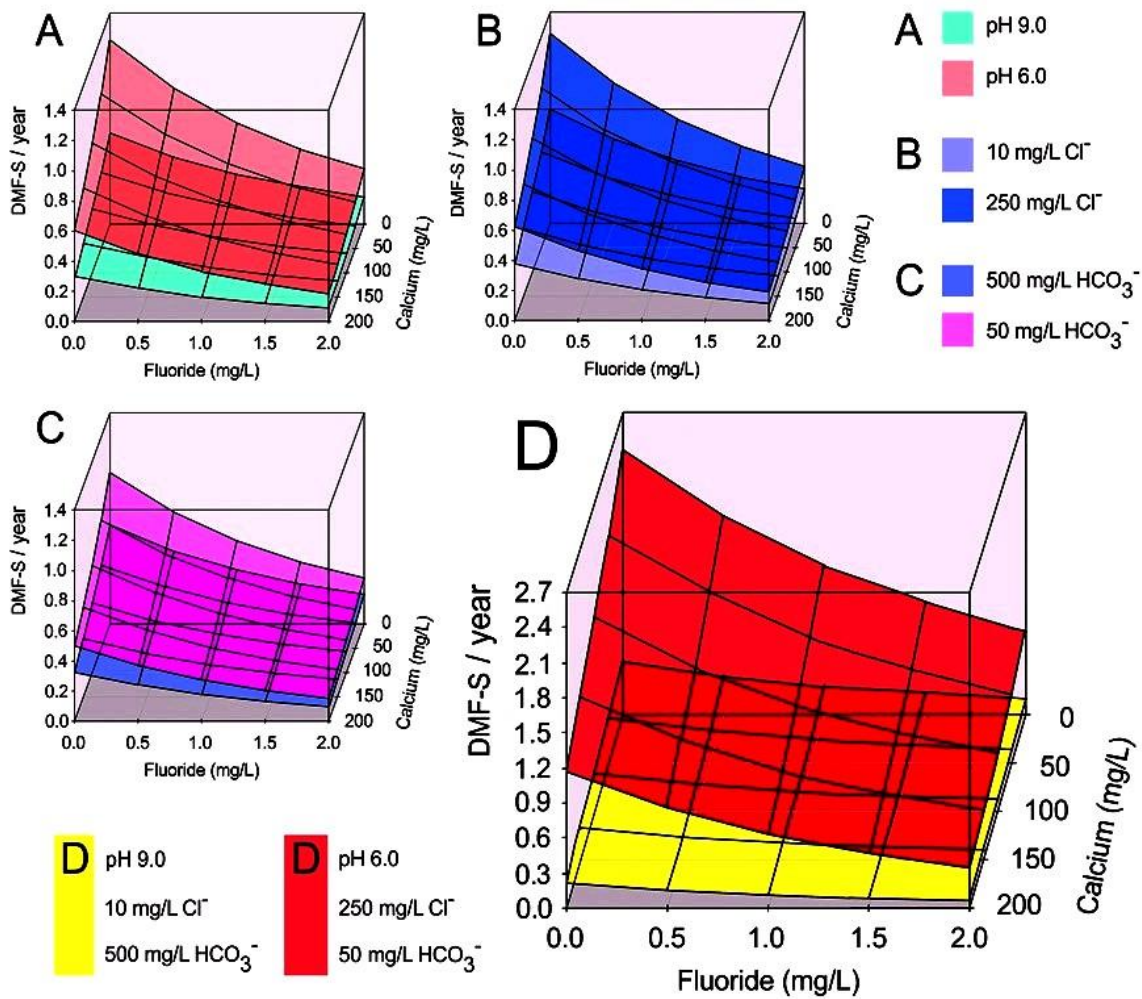 A
DMF-S / year
1.4
1.2
1.0
0.8
0.6
0.4
0.2
0.0
0.0 0.5 1.0 1.5 2.0
Fluoride (mg/L)
0
50
100
150
200
Calcium (mg/L)
B
DMF-S / year
1.4
1.2
1.0
0.8
0.6
0.4
0.2
0.0
0.0 0.5 1.0 1.5 2.0
Fluoride (mg/L)
0
50
100
150
200
Calcium (mg/L)
A
pH 9.0
pH 6.0
B
10 mg/L Cl⁻
250 mg/L Cl⁻
C
500 mg/L HCO₃⁻
50 mg/L HCO₃⁻
C
DMF-S / year
1.4
1.2
1.0
0.8
0.6
0.4
0.2
0.0
0.0 0.5 1.0 1.5 2.0
Fluoride (mg/L)
0
50
100
150
200
Calcium (mg/L)
D
DMF-S / year
2.7
2.4
2.1
1.8
1.5
1.2
0.9
0.6
0.3
0.0
0.0 0.5 1.0 1.5 2.0
Fluoride (mg/L)
0
50
100
150
200
Calcium (mg/L)
D
pH 9.0
10 mg/L Cl⁻
500 mg/L HCO₃⁻
D
pH 6.0
250 mg/L Cl⁻
50 mg/L HCO₃⁻